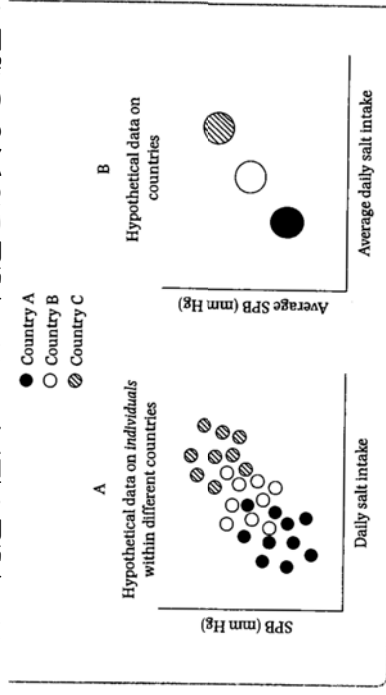 Country A
Country B
Country C
A
Hypothetical data on individuals
within different countries
SPB (mm Hg)
Daily salt intake
B
Hypothetical data on
countries
Average SPB (mm Hg)
Average daily salt intake